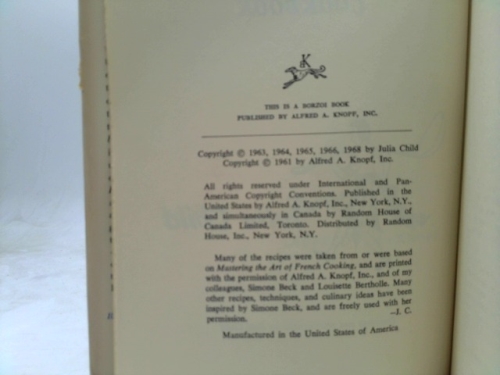 K
THIS IS A BORZOI BOOK
PUBLISHED BY ALFRED A. KNOPF, INC.
Copyright © 1963, 1964, 1965, 1966, 1968 by Julia Child
Copyright © 1961 by Alfred A. Knopf, Inc.
All rights reserved under International and Pan-
American Copyright Conventions. Published in the
United States by Alfred A. Knopf, Inc., New York, N.Y.,
and simultaneously in Canada by Random House of
Canada Limited, Toronto. Distributed by Random
House, Inc., New York, N.Y.
Many of the recipes were taken from or were based
on Mastering the Art of French Cooking, and are printed
with the permission of Alfred A. Knopf, Inc., and of my
colleagues, Simone Beck and Louisette Bertholle. Many
other recipes, techniques, and culinary ideas have been
inspired by Simone Beck, and are freely used with her
permission.
—J. C.
Manufactured in the United States of America